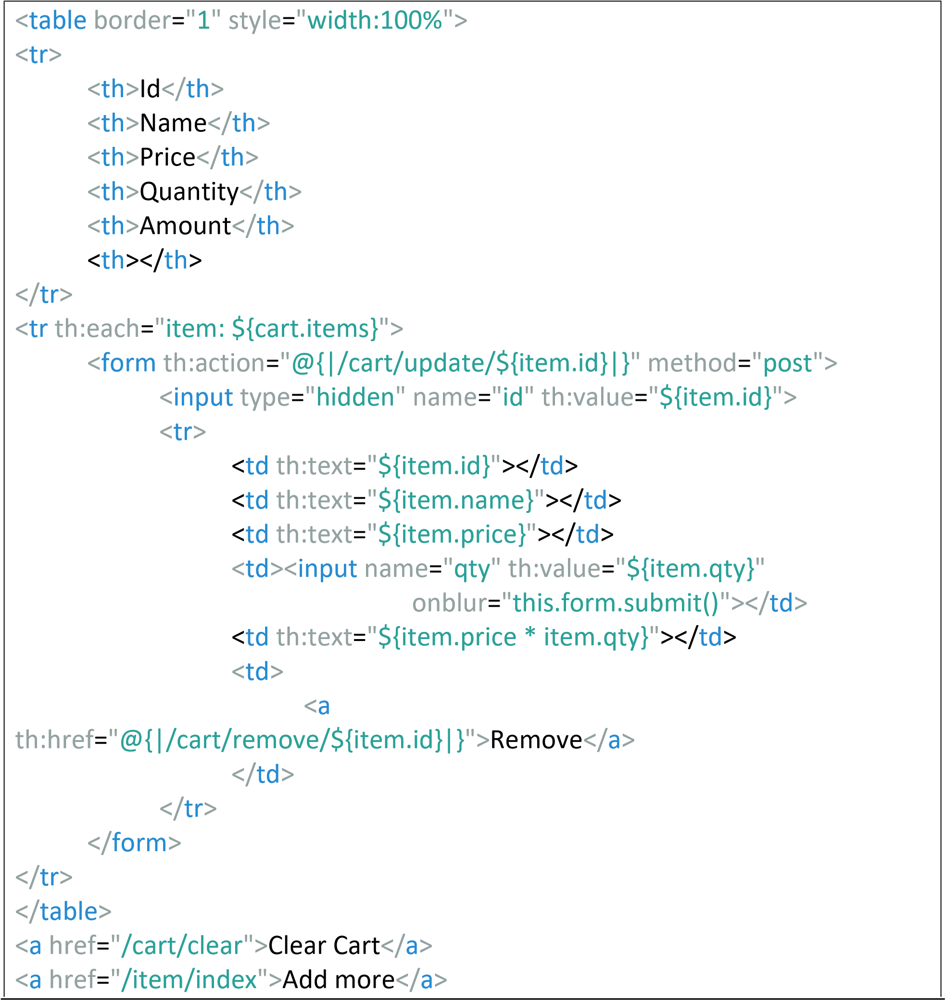 <table border="1" style="width:100%">
<tr>
<th>Id</th>
<th>Name</th>
<th>Price</th>
<th>Quantity</th>
<th>Amount</th>
<th></th>
</tr>
<tr th:each="item: ${cart.items}">
<form th:action="@{|/cart/update/${item.id}|}" method="post">
<input type="hidden" name="id" th:value="${item.id}">
<tr>
<td th:text="${item.id}"></td>
<td th:text="${item.name}"></td>
<td th:text="${item.price}"></td>
<td><input name="qty" th:value="${item.qty}"
onblur="this.form.submit()"></td>
<td th:text="${item.price * item.qty}"></td>
<td>
<a
th:href="@{|/cart/remove/${item.id}|}">Remove</a>
</td>
</tr>
</form>
</tr>
</table>
<a href="/cart/clear">Clear Cart</a>
<a href="/item/index">Add more</a>